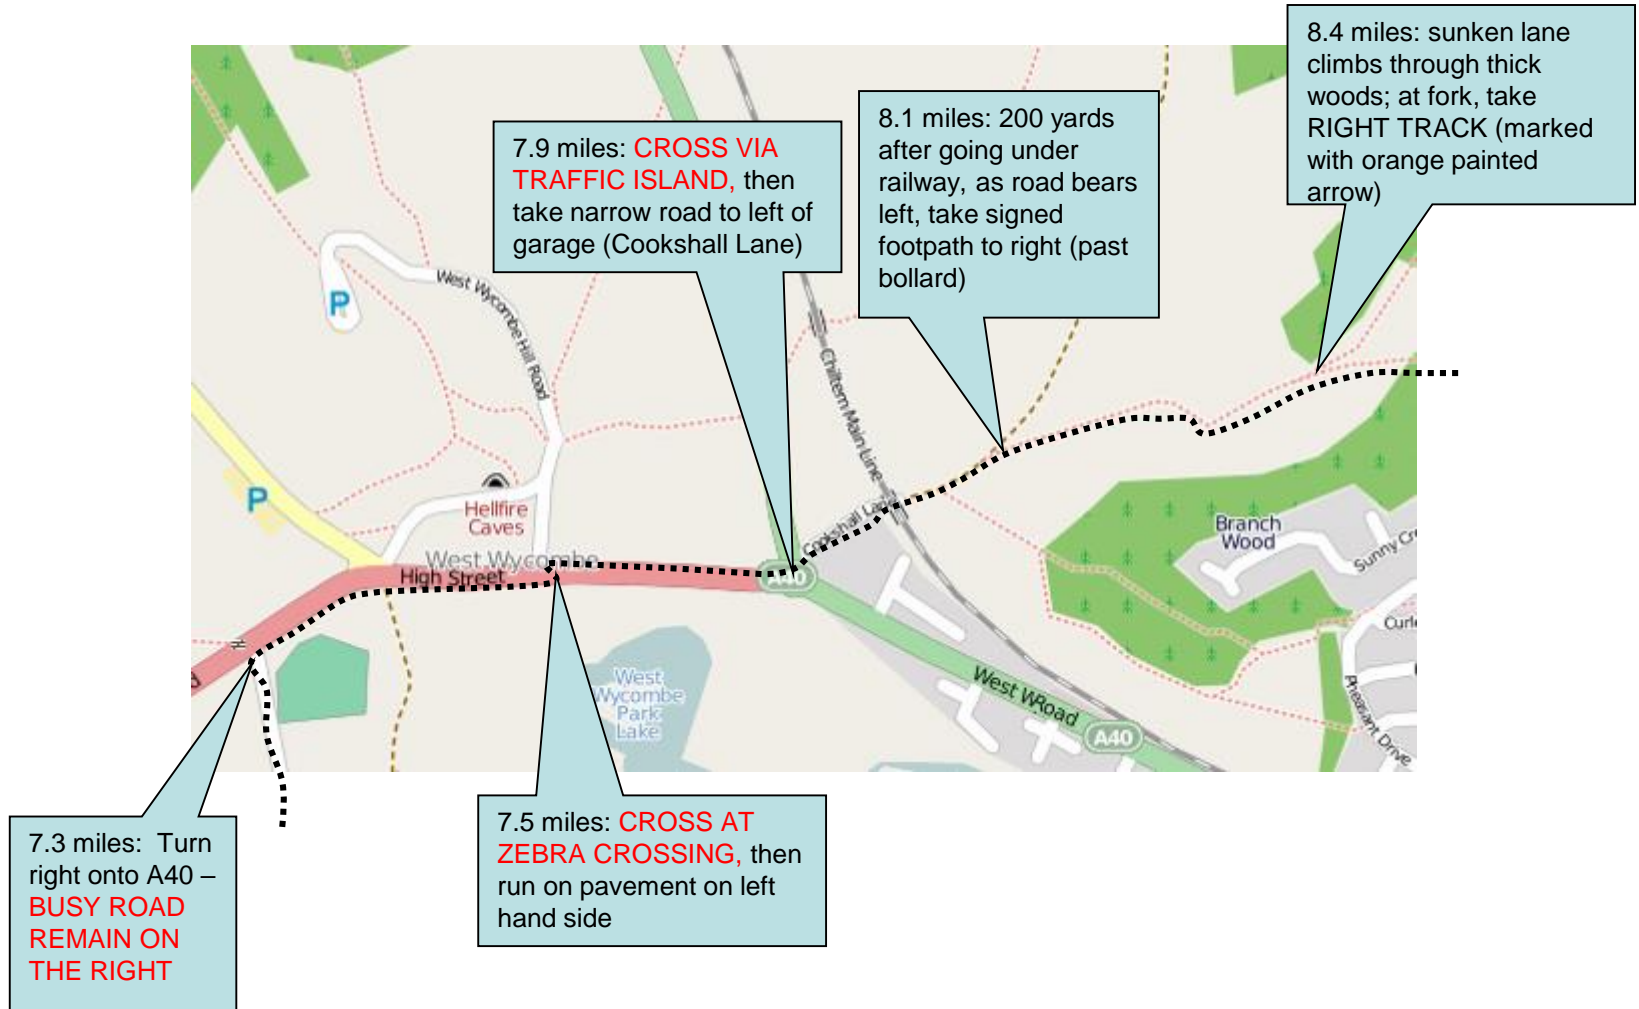 8.4 miles: sunken lane
climbs through thick
woods; at fork, take
RIGHT TRACK (marked
with orange painted
arrow)
8.1 miles: 200 yards
after going under
railway, as road bears
left, take signed
footpath to right (past
bollard)
7.9 miles: CROSS VIA
TRAFFIC ISLAND, then
take narrow road to left of
garage (Cookshall Lane)
P
West Wycombe Hill Road
Chiltern Main Line
P
Hellfire
Caves
Cookshall Lane
Branch
Wood
Sunny Cre
West Wycombe
High Street
A40
Curle
West
Wycombe
Park
Lake
West W Road
A40
Pheasant Drive
d
7.3 miles:  Turn
right onto A40 –
BUSY ROAD
REMAIN ON
THE RIGHT
7.5 miles: CROSS AT
ZEBRA CROSSING, then
run on pavement on left
hand side